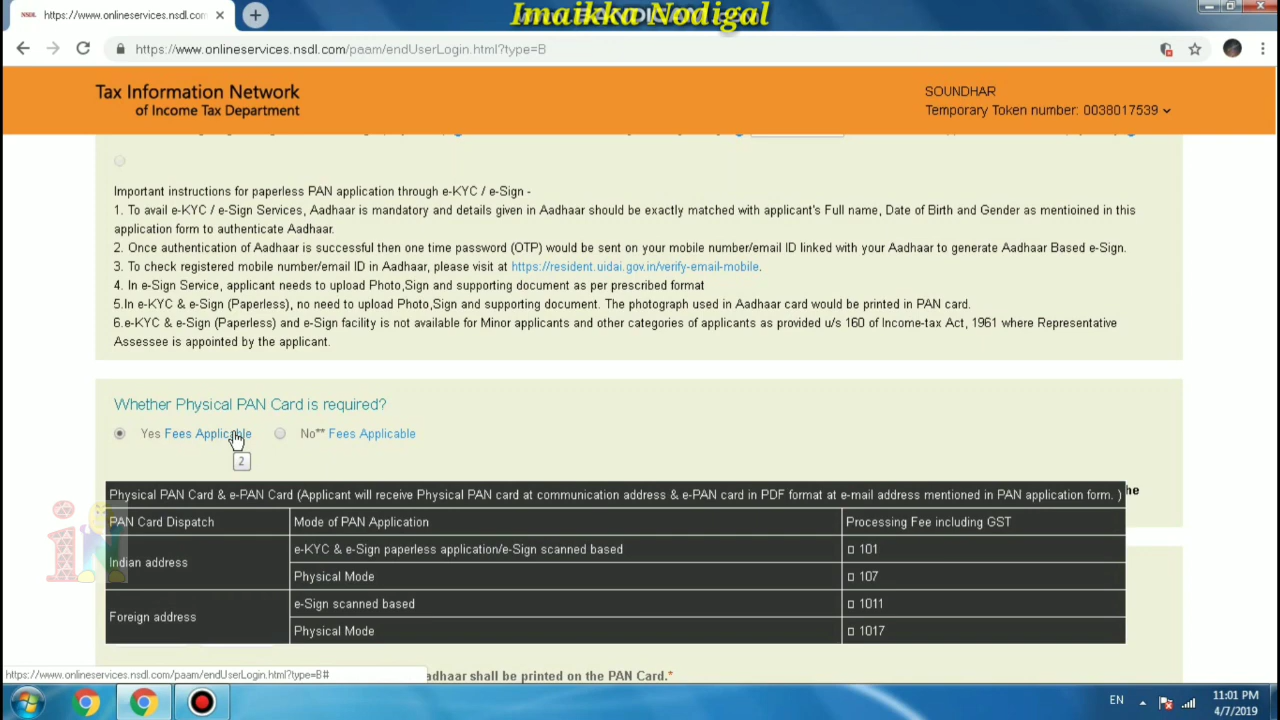 https://www.onlineservices.nsdl.com
Imaikka Nodigal
https://www.onlineservices.nsdl.com/paam/endUserLogin.html?type=B
Tax Information Network
of Income Tax Department
SOUNDHAR
Temporary Token number: 0038017539
Important instructions for paperless PAN application through e-KYC / e-Sign -
1. To avail e-KYC / e-Sign Services, Aadhaar is mandatory and details given in Aadhaar should be exactly matched with applicant's Full name, Date of Birth and Gender as mentioined in this
application form to authenticate Aadhar.
2. Once authentication of Aadhaar is successful then one time password (OTP) would be sent on your mobile number/email ID linked with your Aadhaar to generate Aadhaar Based e-Sign.
3. To check registered mobile number/email ID in Aadhaar, please visit at https://resident.uidai.gov.in/verify-email-mobile.
4. In e-Sign Service, applicant needs to upload Photo,Sign and supporting document as per prescribed format
5.In e-KYC & e-Sign (Paperless), no need to upload Photo,Sign and supporting document. The photograph used in Aadhaar card would be printed in PAN card.
6.e-KYC & e-Sign (Paperless) and e-Sign facility is not available for Minor applicants and other categories of applicants as provided u/s 160 of Income-tax Act, 1961 where Representative
Assessee is appointed by the applicant.
Whether Physical PAN Card is required?
Yes Fees Applicable No** Fees Applicable
2
Physical PAN Card & e-PAN Card (Applicant will receive Physical PAN card at communication address & e-PAN card in PDF format at e-mail address mentioned in PAN application form. ) he
PAN Card Dispatch Mode of PAN Application Processing Fee including GST
Indian address e-KYC & e-Sign paperless application/e-Sign scanned based 101
Physical Mode 107
Foreign address e-Sign scanned based 1011
Physical Mode 1017
https://www.onlineservices.nsdl.com/paam/endUserLogin.html?type=B#
adhaar shall be printed on the PAN Card.*
EN
11:01 PM
4/7/2019